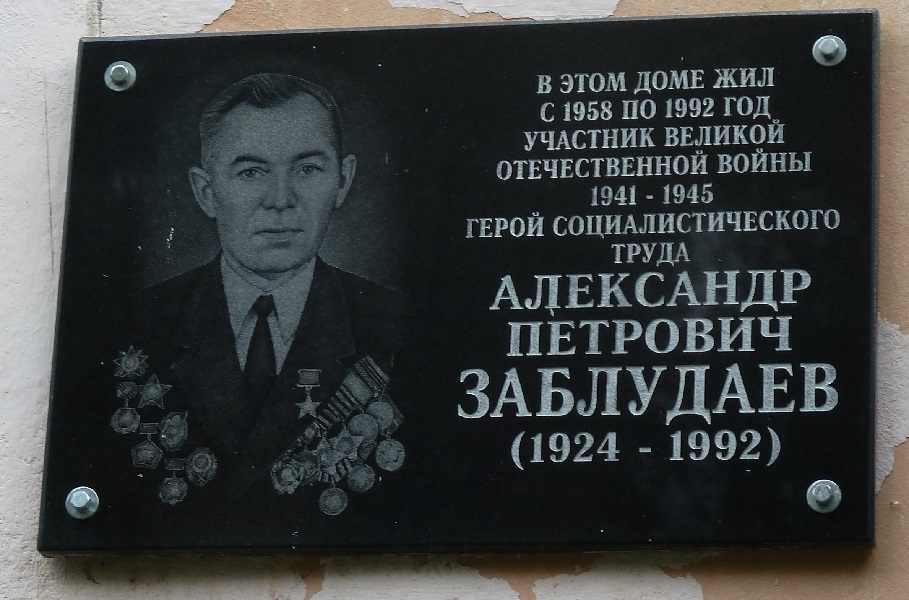 В ЭТОМ ДОМЕ ЖИЛ
С 1958 ПО 1992 ГОД
УЧАСТНИК ВЕЛИКОЙ
ОТЕЧЕСТВЕННОЙ ВОЙНЫ
1941 - 1945
ГЕРОЙ СОЦИАЛИСТИЧЕСКОГО
ТРУДА
АЛЕКСАНДР
ПЕТРОВИЧ
ЗАБЛУДАЕВ
(1924 - 1992)